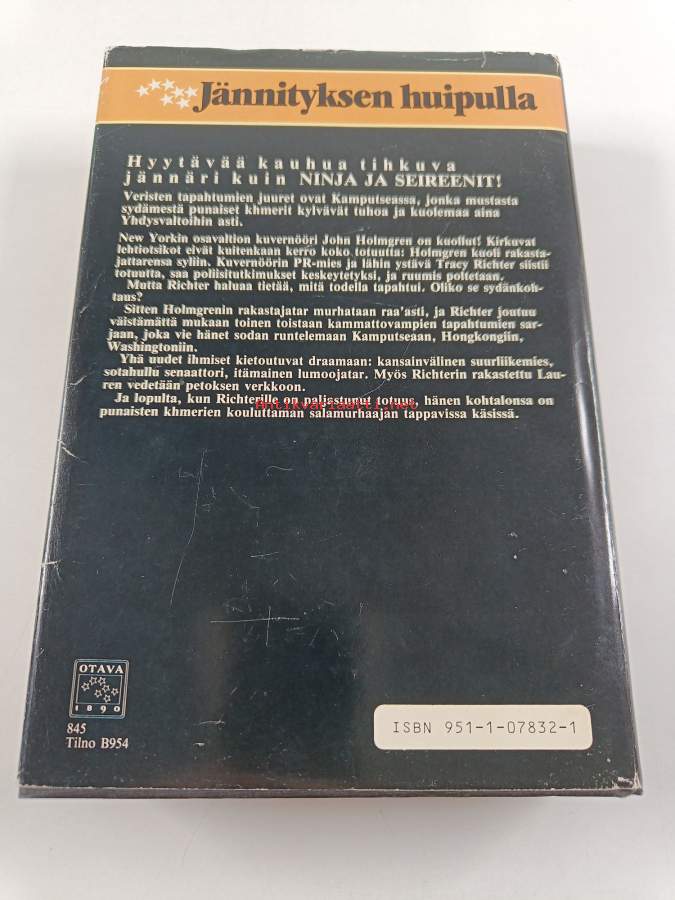 Jännityksen huipulla
Hyytävää kauhua tihkuva
jännäri kuin NINJA JA SEIREENIT!
Veristen tapahtumien juuret ovat Kamputseassa, jonka mustasta
sydämestä punaiset khmerit kylvävät tuhoa ja kuolemaa aina
Yhdysvaltoihin asti.
New Yorkin osavaltion kuvernööri John Holmgren on kuollut! Kirkuvat
lehtiotsikot eivät kuitenkaan kerro koko totuutta: Holmgren kuoli rakasta-
jattarensa syliin. Kuvernöörin PR-mies ja lähin ystävä Tracy Richter siistii
totuutta, saa poliisitutkimukset keskeytetyksi, ja ruumis poltetaan.
Mutta Richter haluaa tietää, mitä todella tapahtui. Oliko se sydänkoh-
taus?
Sitten Holmgrenin rakastajatar murhataan raa'asti, ja Richter joutuu
väistämättä mukaan toinen toistaan kammattovampien tapahtumien sar-
jaan, joka vie hänet sodan runtelemaan Kamputseaan, Hongkongiin,
Washingtoniin.
Yhä uudet ihmiset kietoutuvat draamaan: kansainvälinen suurliikemies,
sotahullu senaattori, itämainen lumoojatar. Myös Richterin rakastettu Lau-
ren vedetään petoksen verkkoon.
Ja lopulta, kun Richterille on paljastunut totuus, hänen kohtalonsa on
punaisten khmerien kouluttaman salamurhaajan tappavissa käsissä.
Antikvariaatti.net
OTAVA
1890
845
Tilno B954
ISBN 951-1-07832-1